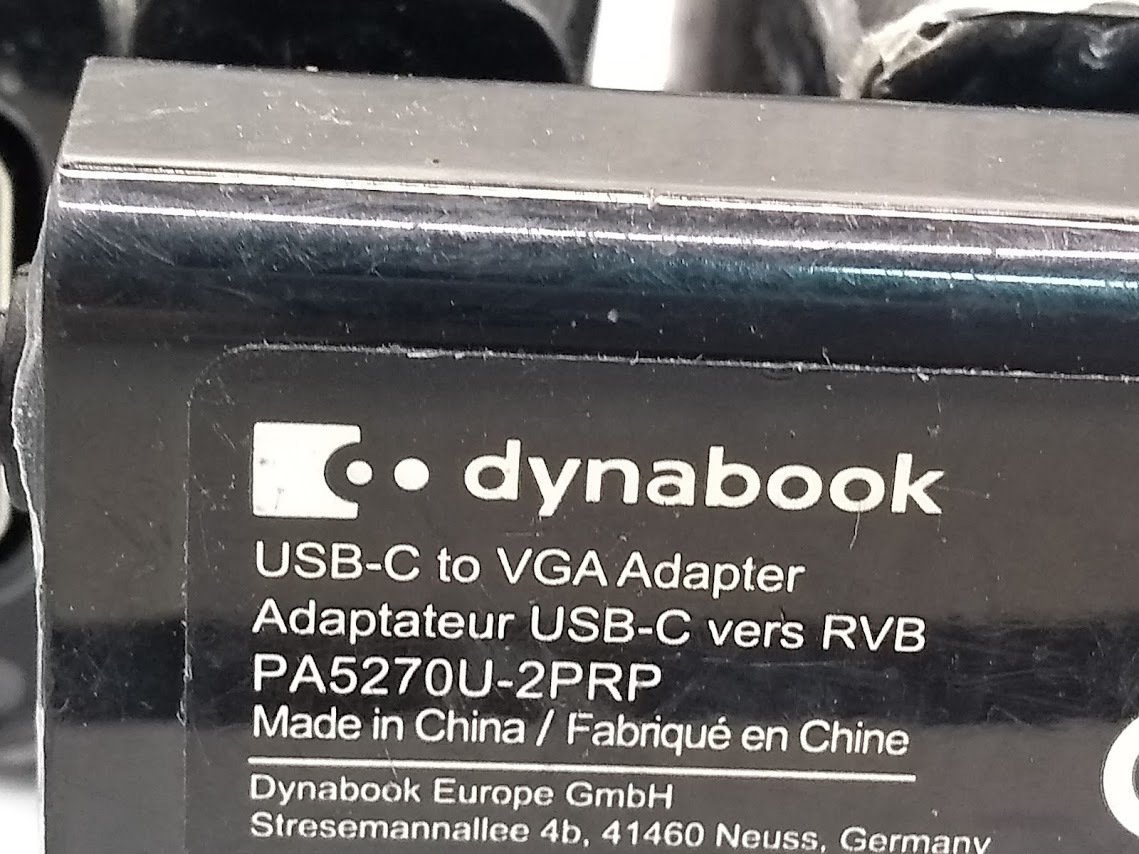 dynabook
USB-C to VGA Adapter
Adaptateur USB-C vers RVB
PA5270U-2PRP
Made in China / Fabriqué en Chine
Dynabook Europe GmbH
Stresemannallee 4b, 41460 Neuss, Germany